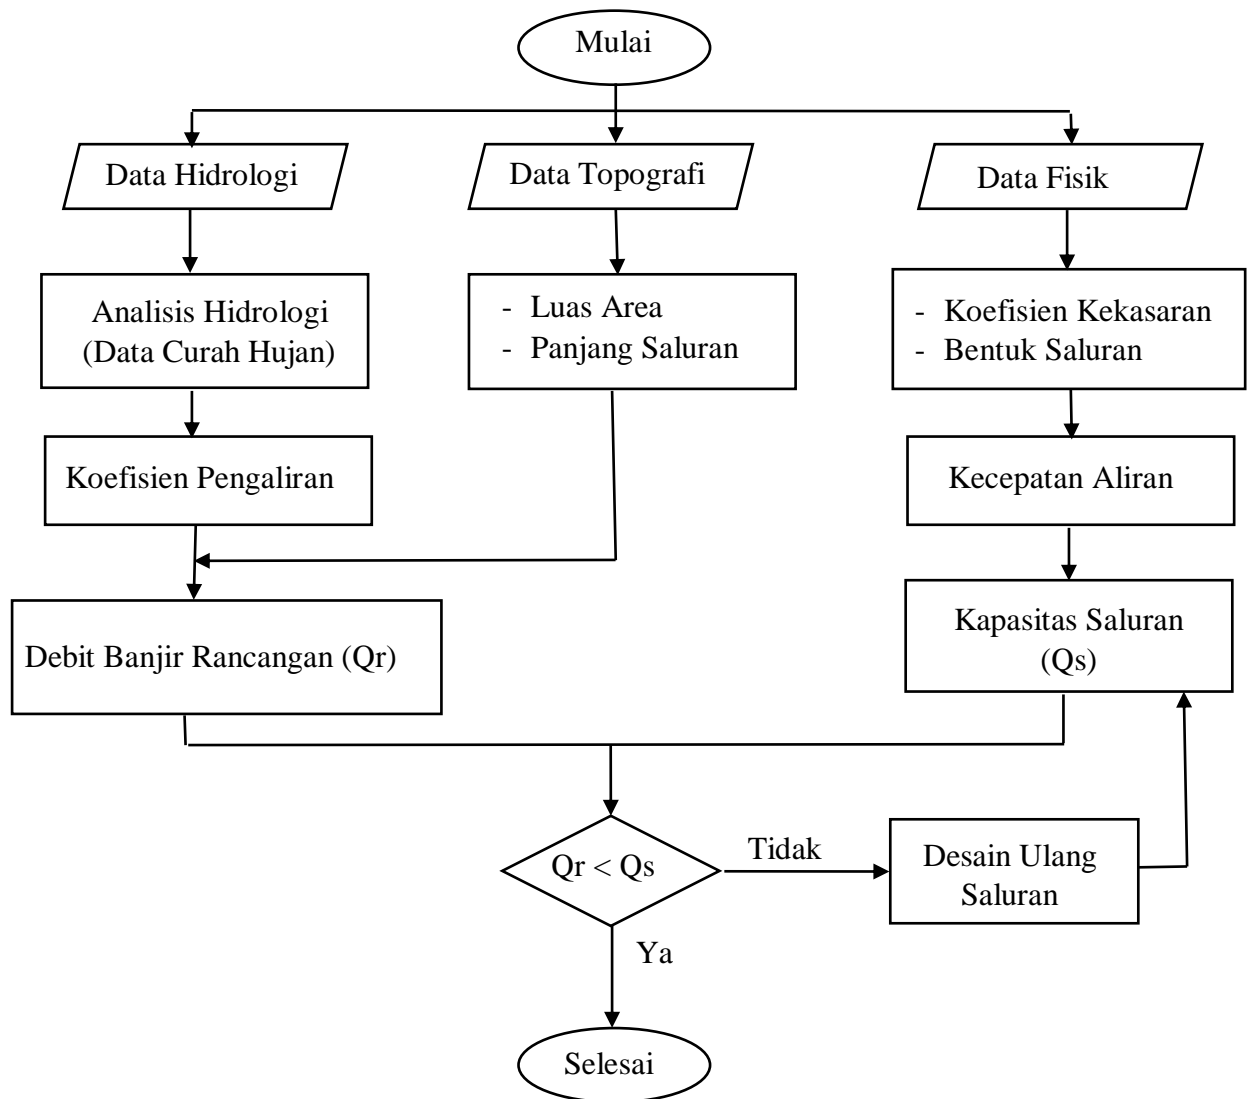 Mulai
Data Hidrologi
Data Topografi
Data Fisik
Analisis Hidrologi
(Data Curah Hujan)
- Luas Area
- Panjang Saluran
- Koefisien Kekasaran
- Bentuk Saluran
Koefisien Pengaliran
Kecepatan Aliran
Debit Banjir Rancangan (Qr)
Kapasitas Saluran
(Qs)
Qr < Qs
Tidak
Desain Ulang
Saluran
Ya
Selesai